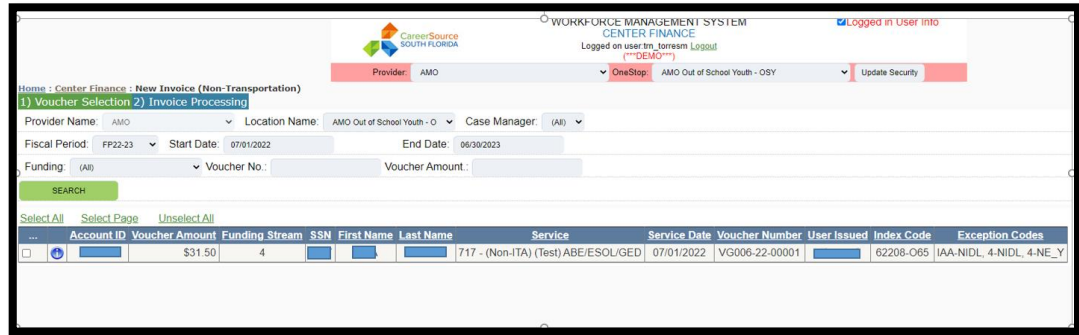 WORKFORCE MANAGEMENT SYSTEM
CENTER FINANCE
Logged on user:trn_torresm Logout
(***DEMO***)
CareerSource
SOUTH FLORIDA
Logged in User Info
Provider: AMO OneStop: AMO Out of School Youth - OSY Update Security
Home : Center Finance : New Invoice (Non-Transportation)
1) Voucher Selection 2) Invoice Processing
Provider Name: AMO Location Name: AMO Out of School Youth - O Case Manager: (All)
Fiscal Period: FP22-23 Start Date: 07/01/2022 End Date: 06/30/2023
Funding: (All) Voucher No.: Voucher Amount.:
SEARCH
Select All Select Page Unselect All
... Account ID Voucher Amount Funding Stream SSN First Name Last Name Service Service Date Voucher Number User Issued Index Code Exception Codes
$31.50 4 717 - (Non-ITA) (Test) ABE/ESOL/GED 07/01/2022 VG006-22-00001 62208-O65 IAA-NIDL, 4-NIDL, 4-NE_Y